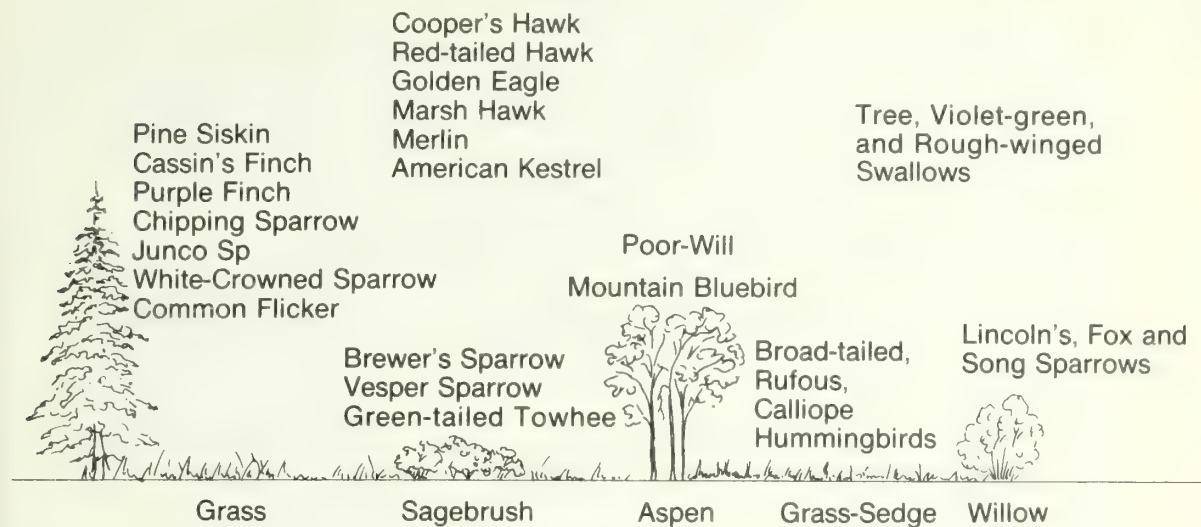 Cooper's Hawk
Red-tailed Hawk
Golden Eagle
Marsh Hawk
Merlin
American Kestrel
Tree, Violet-green,
and Rough-winged
Swallows
Pine Siskin
Cassin's Finch
Purple Finch
Chipping Sparrow
Junco Sp
White-Crowned Sparrow
Common Flicker
Poor-Will
Mountain Bluebird
Brewer's Sparrow
Vesper Sparrow
Green-tailed Towhee
Broad-tailed,
Rufous,
Calliope
Hummingbirds
Lincoln's, Fox and
Song Sparrows
Grass
Sagebrush
Aspen
Grass-Sedge
Willow